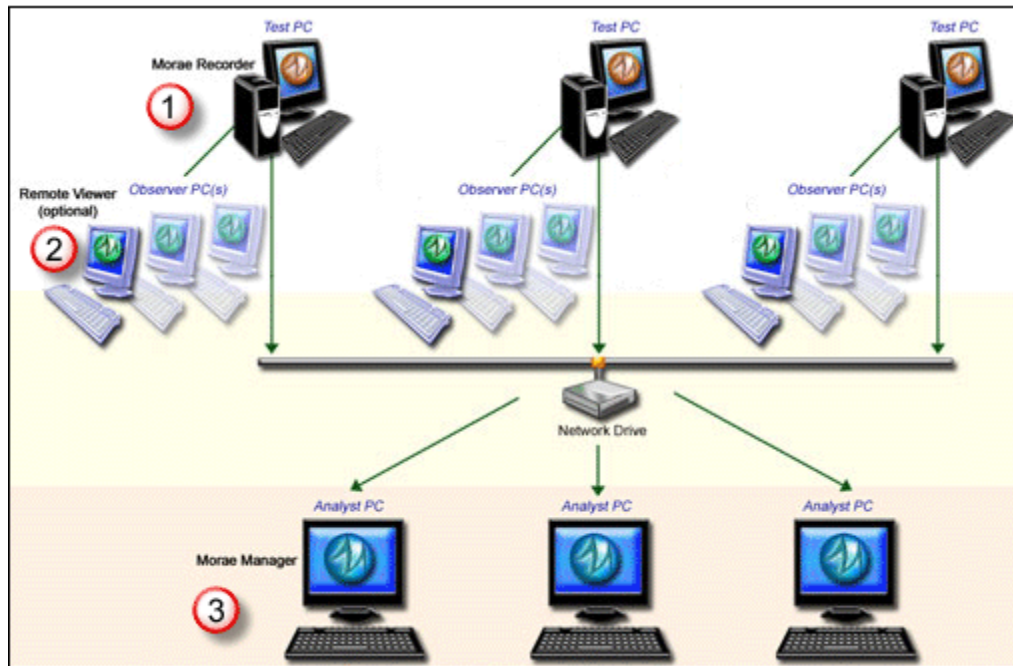 Test PC
Test PC
Test PC
Morae Recorder
1
Remote Viewer
(optional)
2
Observer PC(s)
Observer PC(s)
Observer PC(s)
Network Drive
Analyst PC
Analyst PC
Analyst PC
Morae Manager
3